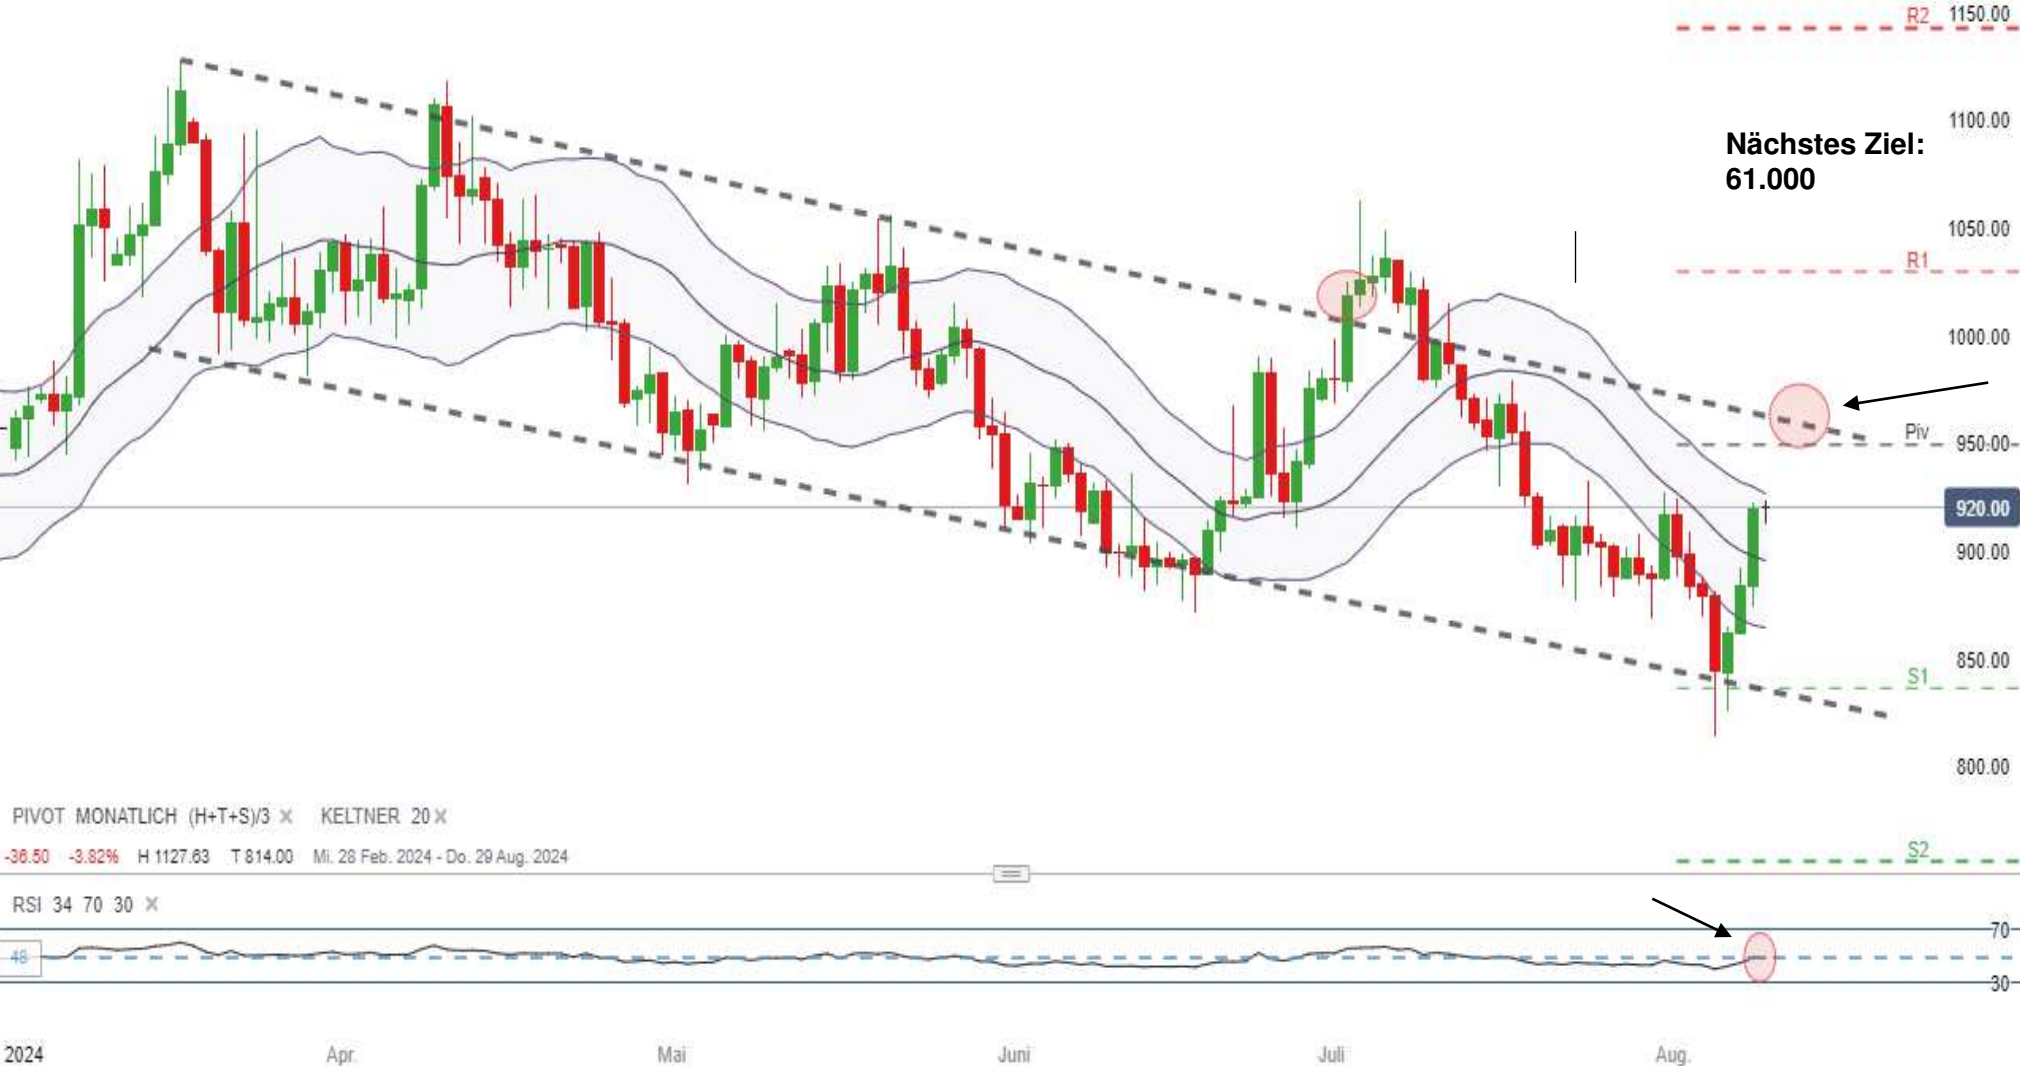 R2 1150.00
1100.00
Nächstes Ziel:
61.000
1050.00
R1
1000.00
Piv
950.00
920.00
900.00
S1
850.00
800.00
PIVOT MONATLICH (H+T+S)/3 × KELTNER 20 ×
-36.50 -3.82% H 1127.63 T 814.00 Mi. 28 Feb. 2024 - Do. 29 Aug. 2024
S2
RSI 34 70 30 ×
70
48
30
2024 Apr. Mai Juni Juli Aug.